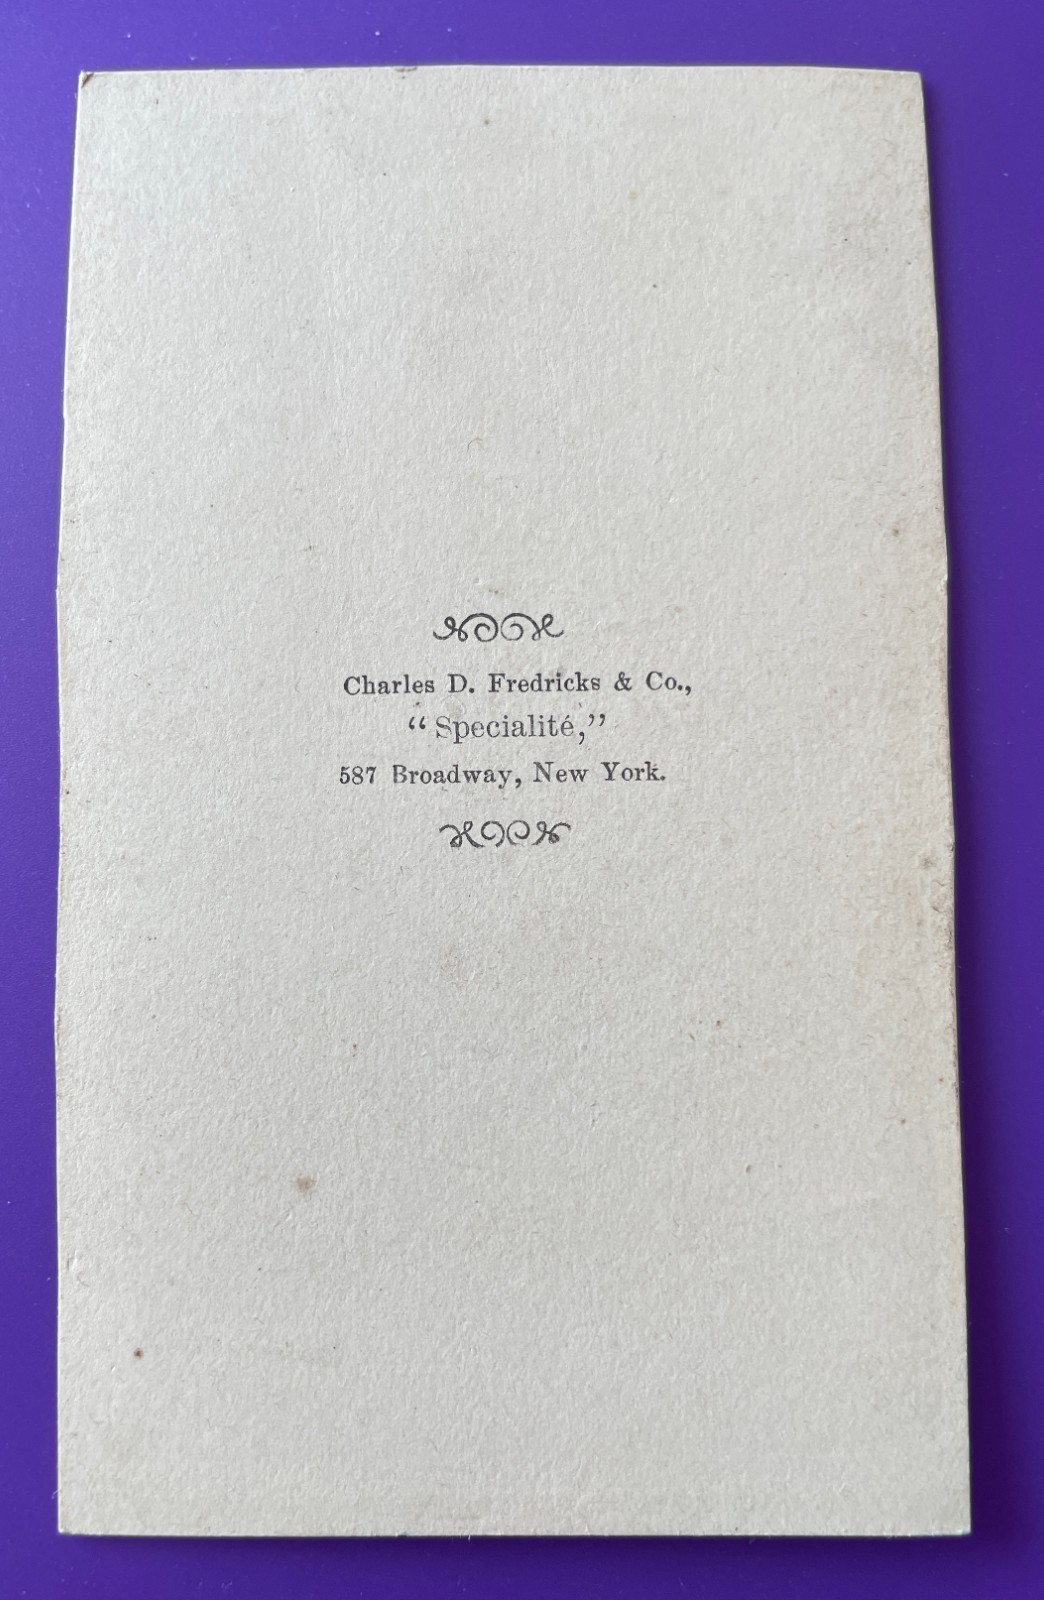 Charles D. Fredricks & Co.,
“Specialité,”
587 Broadway, New York.